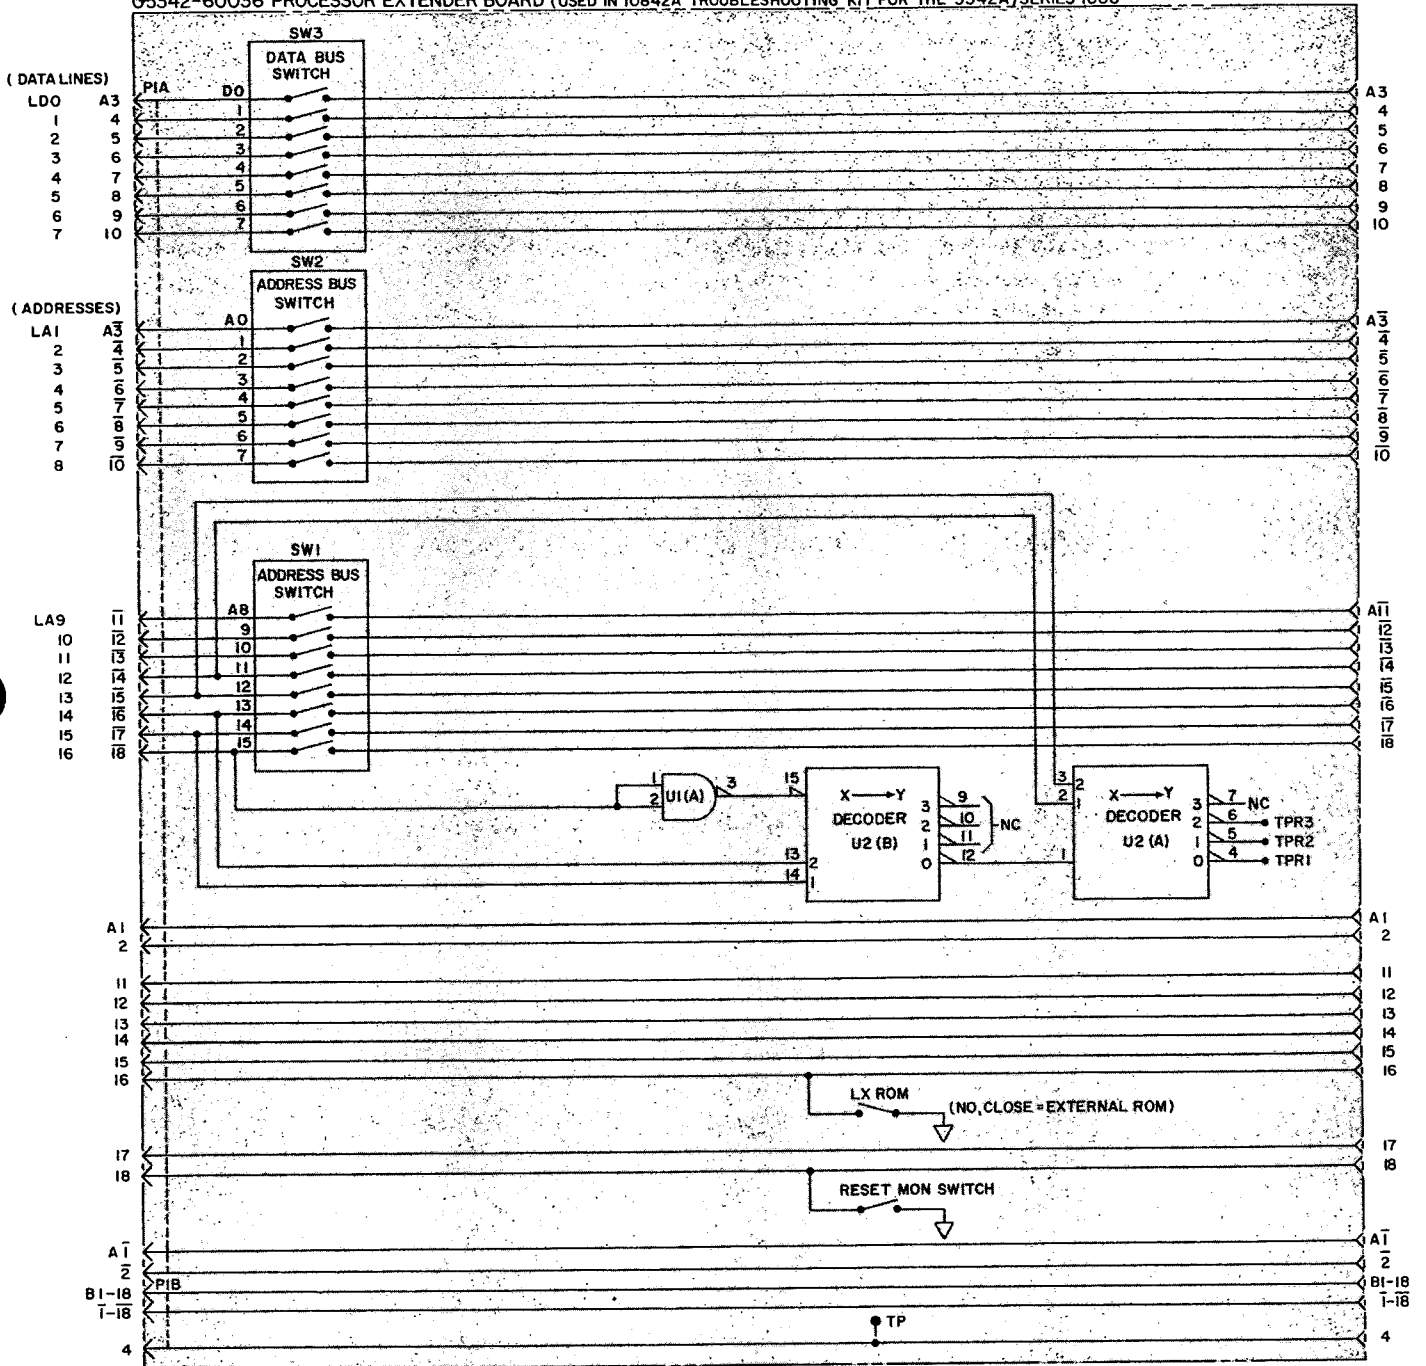 05342-60036 PROCESSOR EXTENDER BOARD (USED IN 10842A TROUBLESHOOTING KIT FOR THE 5342A) SERIES
SW3
DATA BUS
SWITCH
(DATA LINES)
P1A
LD0 A3 D0 A3
1 4 1 4
2 5 2 5
3 6 3 6
4 7 4 7
5 8 5 8
6 9 6 9
7 10 7 10
SW2
ADDRESS BUS
SWITCH
(ADDRESSES)
LA1 A3̅ A0 A3̅
2 4̅ 1 4̅
3 5̅ 2 5̅
4 6̅ 3 6̅
5 7̅ 4 7̅
6 8̅ 5 8̅
7 9̅ 6 9̅
8 1̅0̅ 7 1̅0̅
SW1
ADDRESS BUS
SWITCH
LA9 1̅1̅ A8 A1̅1̅
10 1̅2̅ 9 1̅2̅
11 1̅3̅ 10 1̅3̅
12 1̅4̅ 11 1̅4̅
13 1̅5̅ 12 1̅5̅
14 1̅6̅ 13 1̅6̅
15 1̅7̅ 14 1̅7̅
16 1̅8̅ 15 1̅8̅
1 2 U1(A) 3
15 X→Y DECODER U2(B)
13 2
14 1
3 9
2 10
1 11
0 12
NC
3 2
2 1
1
X→Y DECODER U2(A)
3 7 NC
2 6 TPR3
1 5 TPR2
0 4 TPR1
A1 A1
2 2
11 11
12 12
13 13
14 14
15 15
16 16
LX ROM (NO, CLOSE=EXTERNAL ROM)
17 17
18 18
RESET MON SWITCH
A1̅ A1̅
2̅ 2̅
P1B
B1-18 B1-18
1̅-1̅8̅ 1̅-1̅8̅
TP
4 4